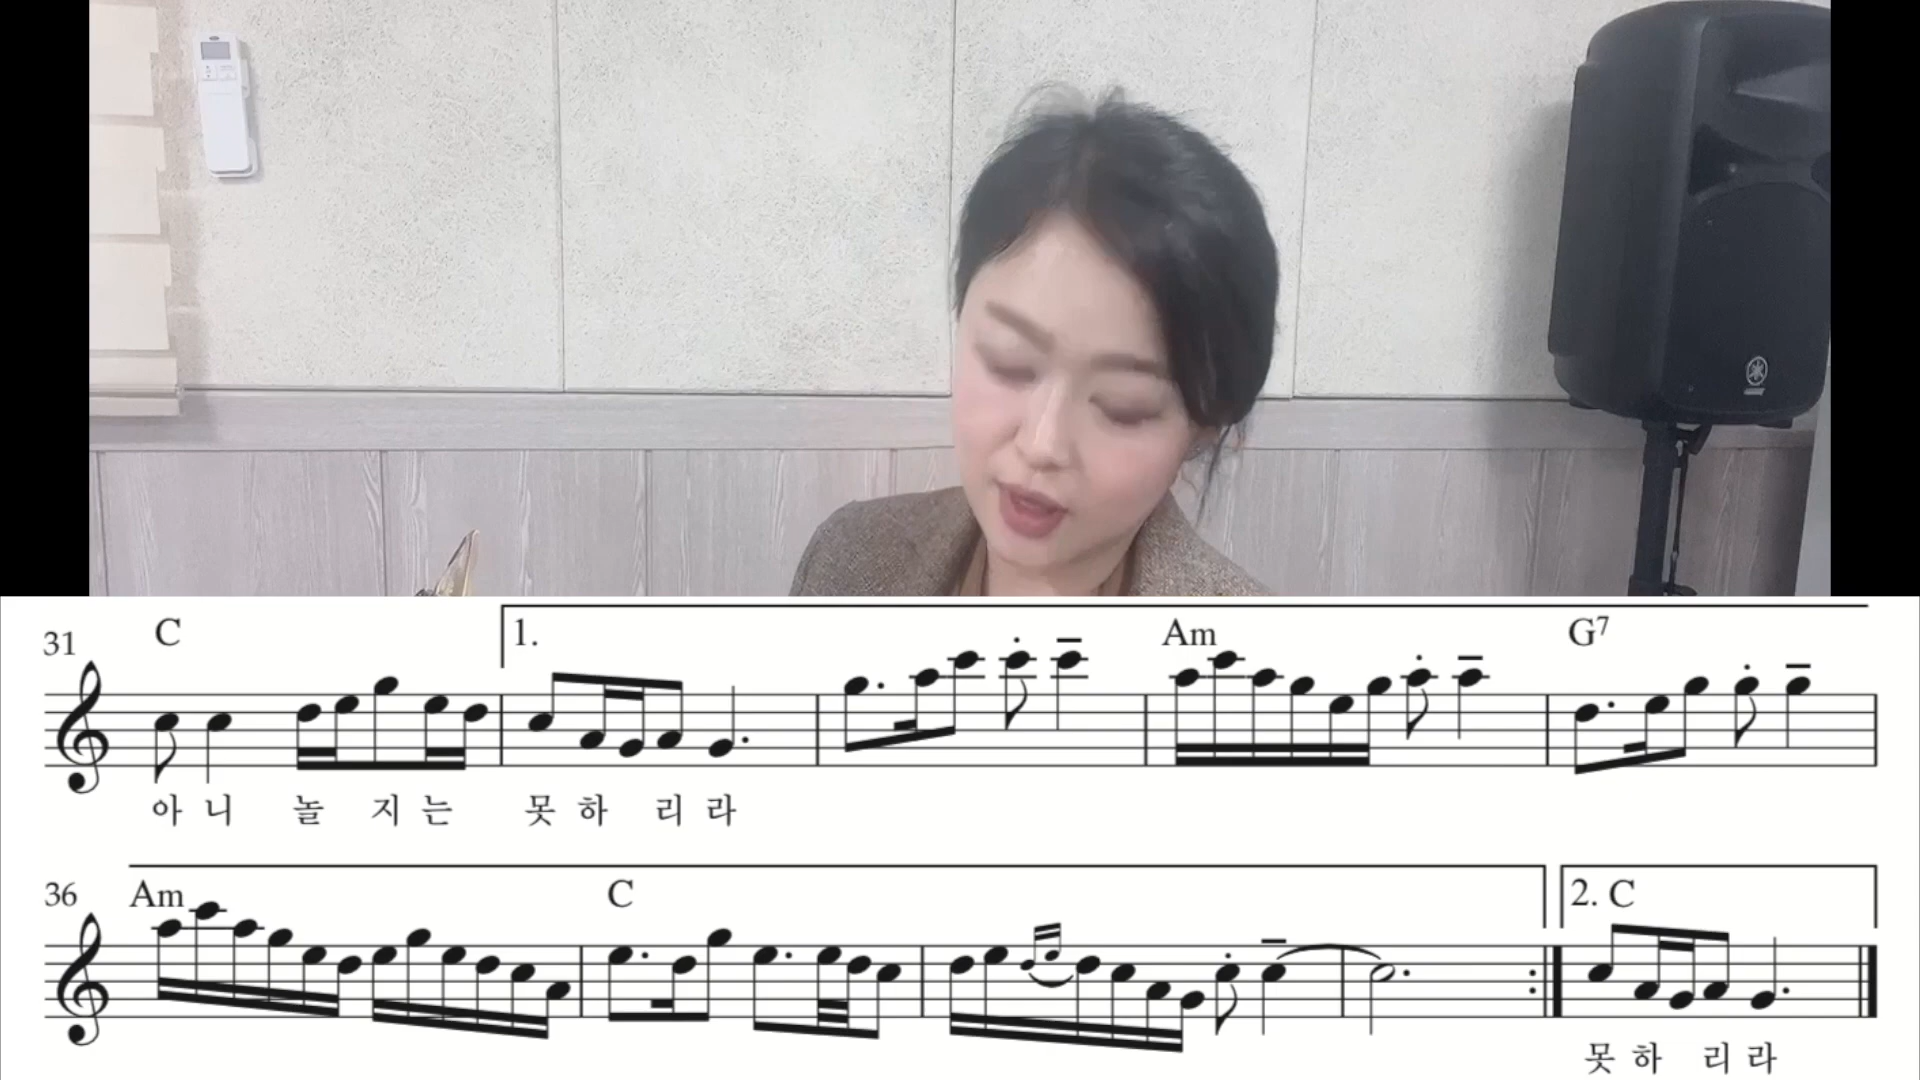 31 C 1. Am G7
아 니 놀 지 는 못 하 리 라
36 Am C 2. C
못 하 리 라